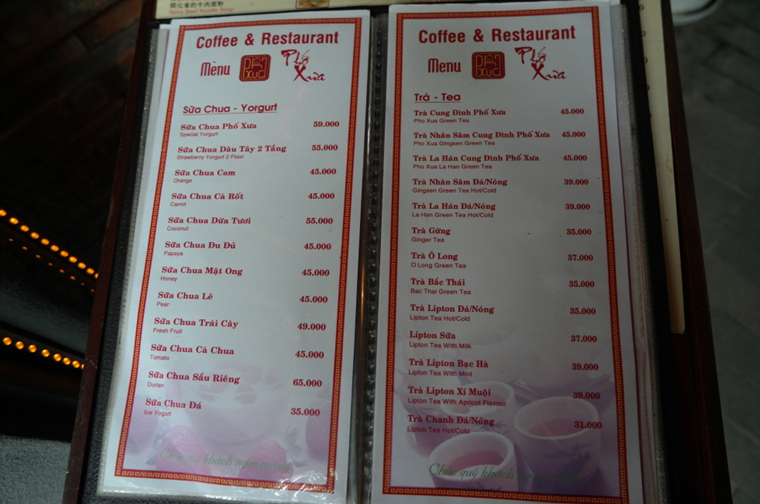 Spicy Beef Noodle Soup
Coffee & Restaurant
Menu
Phố Xưa
Sữa Chua - Yorgurt
Sữa Chua Phố Xưa 59.000
Special Yorgurt
Sữa Chua Dâu Tây 2 Tầng 55.000
Strawberry Yorgurt 2 Floor
Sữa Chua Cam 45.000
Orange
Sữa Chua Cà Rốt 45.000
Carrot
Sữa Chua Dừa Tươi 55.000
Coconut
Sữa Chua Đu Đủ 45.000
Papaya
Sữa Chua Mật Ong 45.000
Honey
Sữa Chua Lê 45.000
Pear
Sữa Chua Trái Cây 49.000
Fresh Fruit
Sữa Chua Cà Chua 45.000
Tomato
Sữa Chua Sầu Riêng 65.000
Durian
Sữa Chua Đá 35.000
Ice Yogurt
Chúc quý khách ngon miệng
Coffee & Restaurant
Menu
Phố Xưa
Trà - Tea
Trà Cung Đình Phố Xưa 45.000
Pho Xua Green Tea
Trà Nhân Sâm Cung Đình Phố Xưa 45.000
Pho Xua Gingsen Green Tea
Trà La Hán Cung Đình Phố Xưa 45.000
Pho Xua La Han Green Tea
Trà Nhân Sâm Đá/Nóng 39.000
Gingsen Green Tea Hot/Cold
Trà La Hán Đá/Nóng 39.000
La Han Green Tea Hot/Cold
Trà Gừng 35.000
Ginger Tea
Trà Ô Long 37.000
O Long Green Tea
Trà Bắc Thái 35.000
Bac Thai Green Tea
Trà Lipton Đá/Nóng 35.000
Lipton Tea Hot/Cold
Lipton Sữa 37.000
Lipton Tea With Milk
Trà Lipton Bạc Hà 39.000
Lipton Tea With Mint
Trà Lipton Xí Muội 39.000
Lipton Tea With Apricot Flavour
Trà Chanh Đá/Nóng 31.000
Lipton Tea Hot/Cold
Chúc quý khách